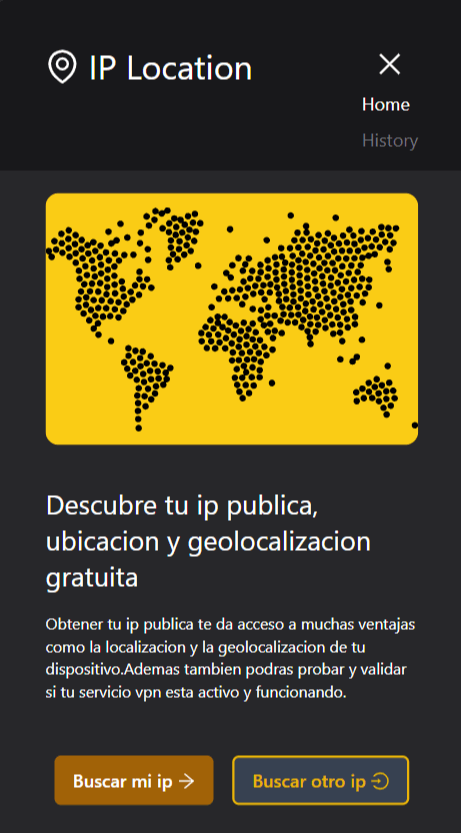 IP Location
Home
History
Descubre tu ip publica,
ubicacion y geolocalizacion
gratuita
Obtener tu ip publica te da acceso a muchas ventajas
como la localizacion y la geolocalizacion de tu
dispositivo.Ademas tambien podras probar y validar
si tu servicio vpn esta activo y funcionando.
Buscar mi ip
Buscar otro ip